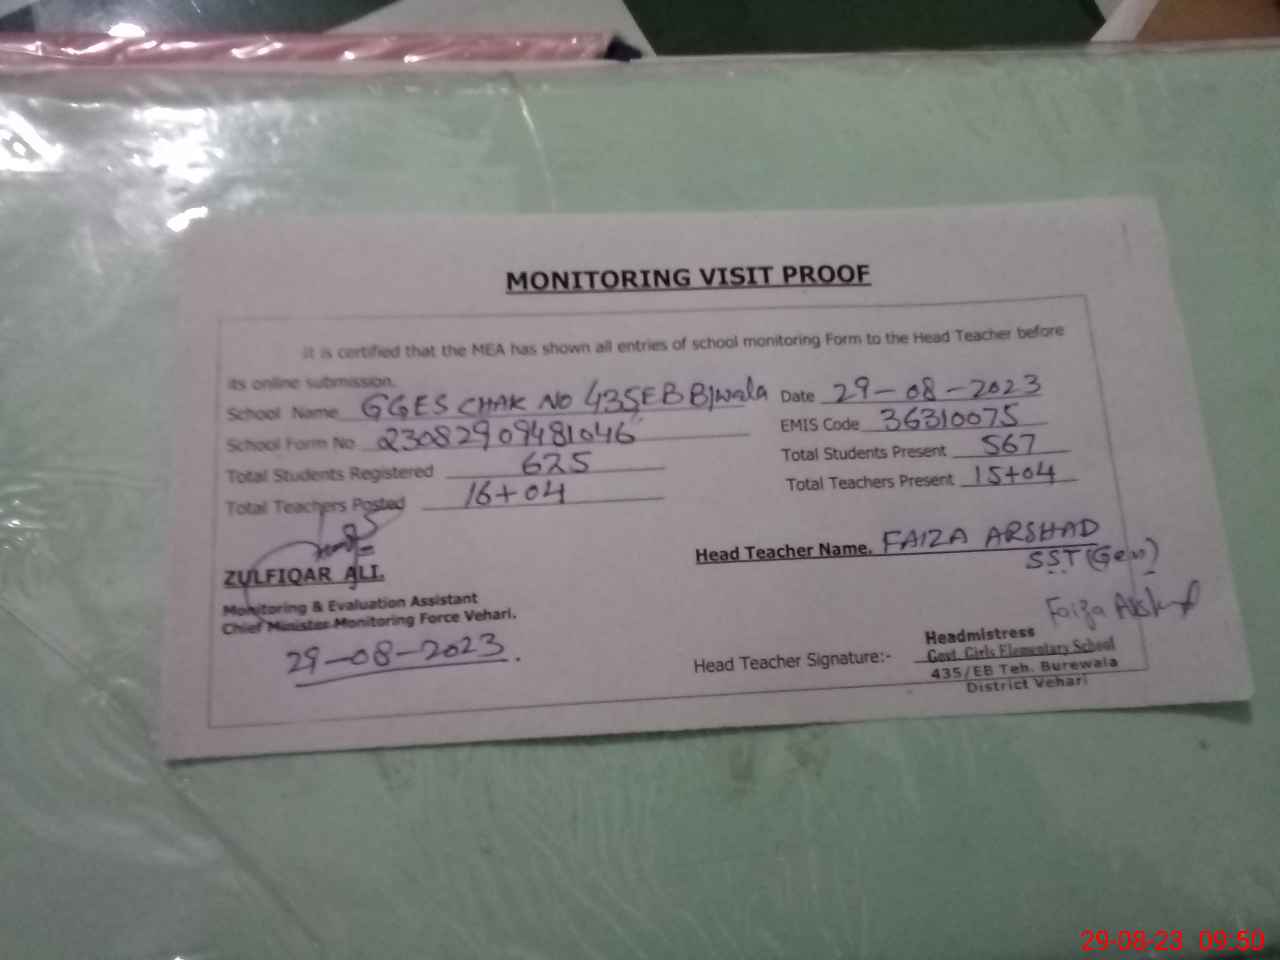 MONITORING VISIT PROOF
It is certified that the MEA has shown all entries of school monitoring Form to the Head Teacher before
its online submission.
School Name GGES CHAK NO 435EB B/wala Date 29-08-2023
School Form No 23082909481046 EMIS Code 36310075
Total Students Registered 625 Total Students Present 567
Total Teachers Posted 16+04 Total Teachers Present 15+04
Head Teacher Name. FAIZA ARSHAD
SST (Gen)
ZULFIQAR ALI.
Monitoring & Evaluation Assistant
Chief Minister Monitoring Force Vehari.
29-08-2023.
Faiza Arshad
Head Teacher Signature:-
Headmistress
Govt. Girls Elementary School
435/EB Teh. Burewala
District Vehari
29-08-23 09:50